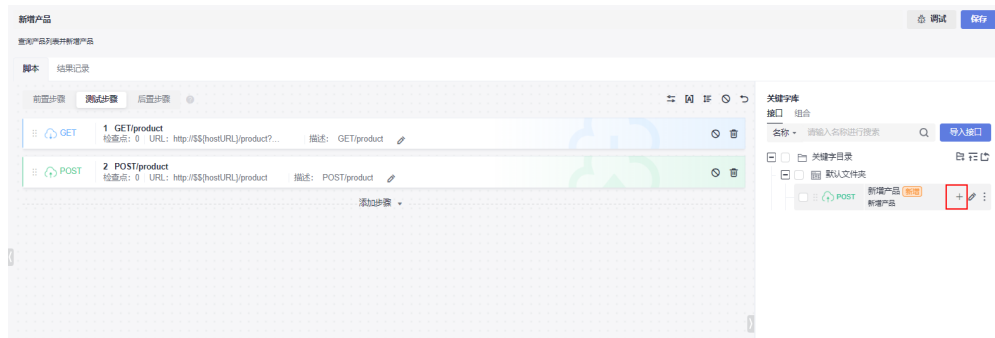 新增产品
调试 保存
查询产品列表并新增产品
脚本 结果记录
前置步骤 测试步骤 后置步骤
关键字库
接口 组合
GET 1 GET/product
检查点：0 URL：http://$${hostURL}/product?... 描述： GET/product
名称 请输入名称进行搜索 导入接口
POST 2 POST/product
检查点：0 URL：http://$${hostURL}/product 描述： POST/product
关键字目录
默认文件夹
添加步骤
POST 新增产品 新增
新增产品